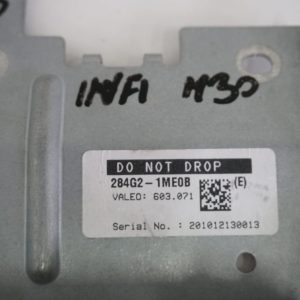 INFI M30
DO NOT DROP
284G2-1ME0B (E)
VALEO: 603.071
Serial No. : 201012130013